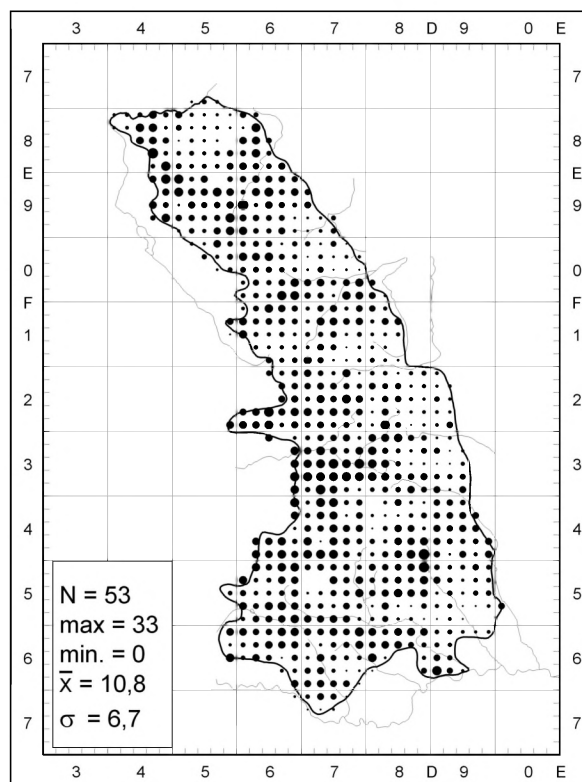 3 4 5 6 7 8 D 9 0 E
7 7
8 8
E E
9 9
0 0
F F
1 1
2 2
3 3
4 4
5 5
6 6
7 7
N = 53
max = 33
min. = 0
x̅ = 10,8
σ = 6,7
3 4 5 6 7 8 D 9 0 E